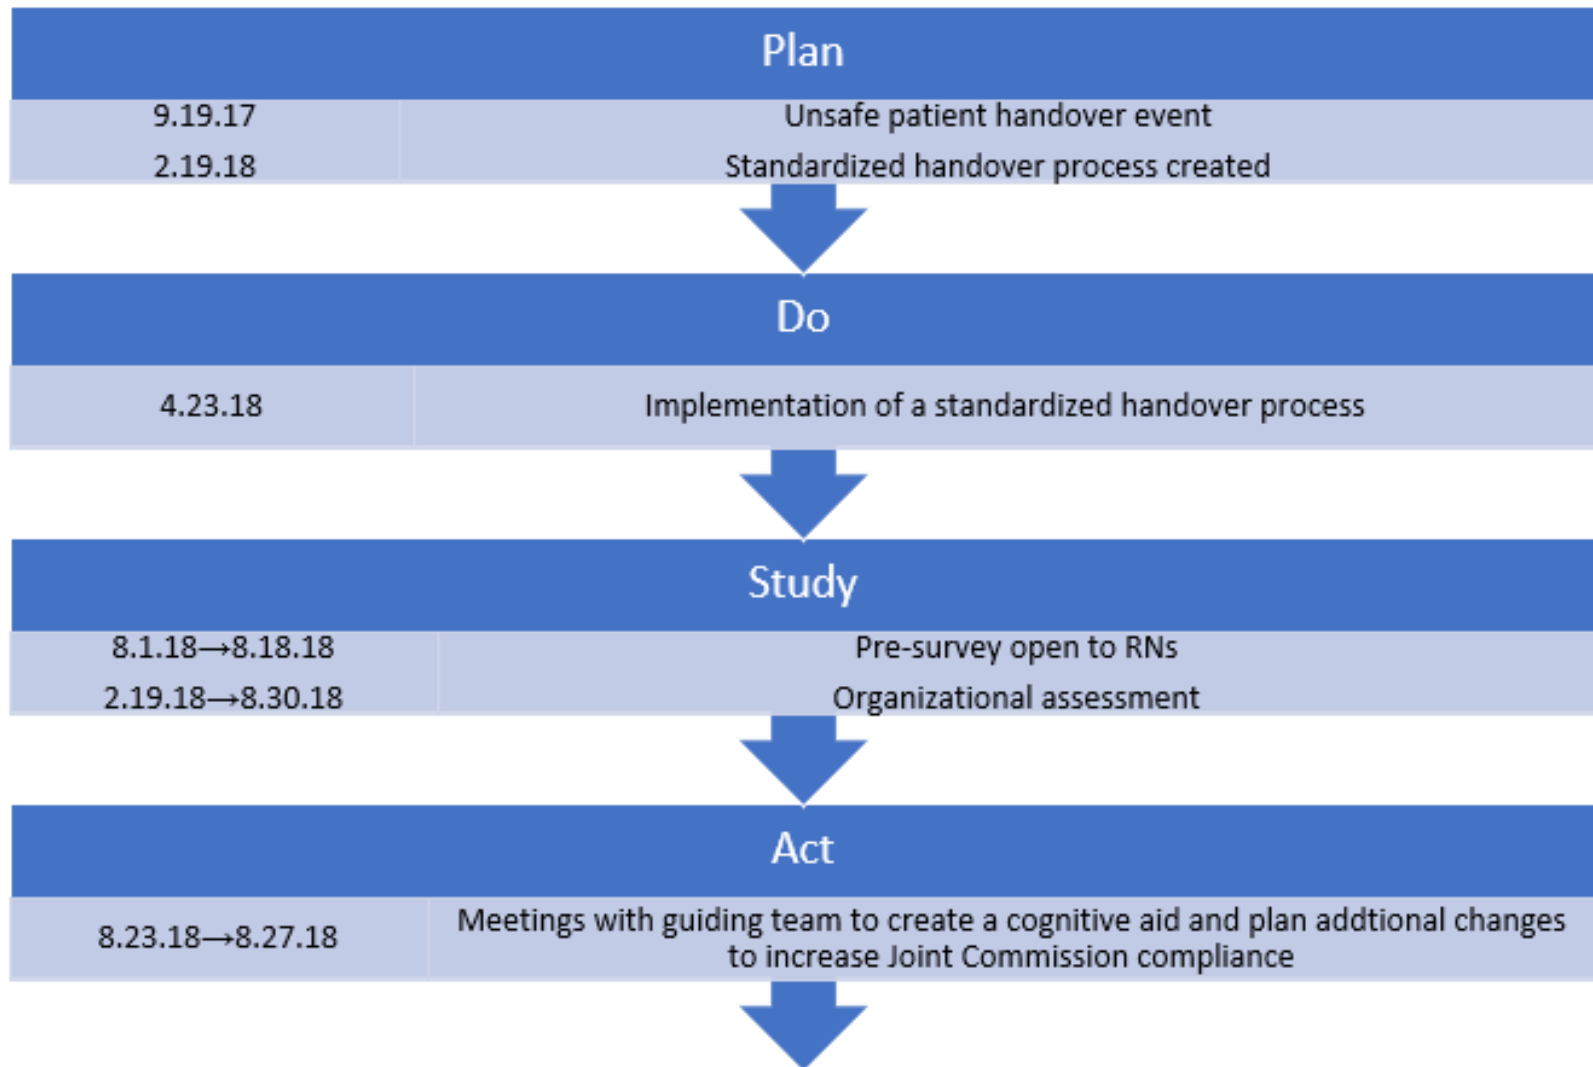 Plan
9.19.17 Unsafe patient handover event
2.19.18 Standardized handover process created
Do
4.23.18 Implementation of a standardized handover process
Study
8.1.18→8.18.18 Pre-survey open to RNs
2.19.18→8.30.18 Organizational assessment
Act
8.23.18→8.27.18 Meetings with guiding team to create a cognitive aid and plan addtional changes
to increase Joint Commission compliance